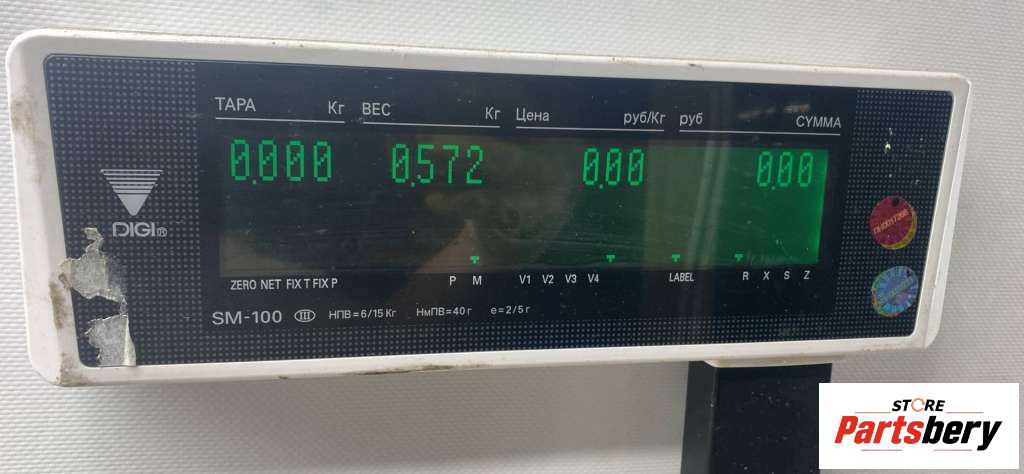 ТАРА Кг ВЕС Кг Цена руб/Кг руб СУММА
0.000 0.572 0.00 0.00
DIGI®
ZERO NET FIX T FIX P P M V1 V2 V3 V4 LABEL R X S Z
SM-100 III НПВ=6/15 Кг НмПВ=40 г e=2/5 г
STORE
Partsbery